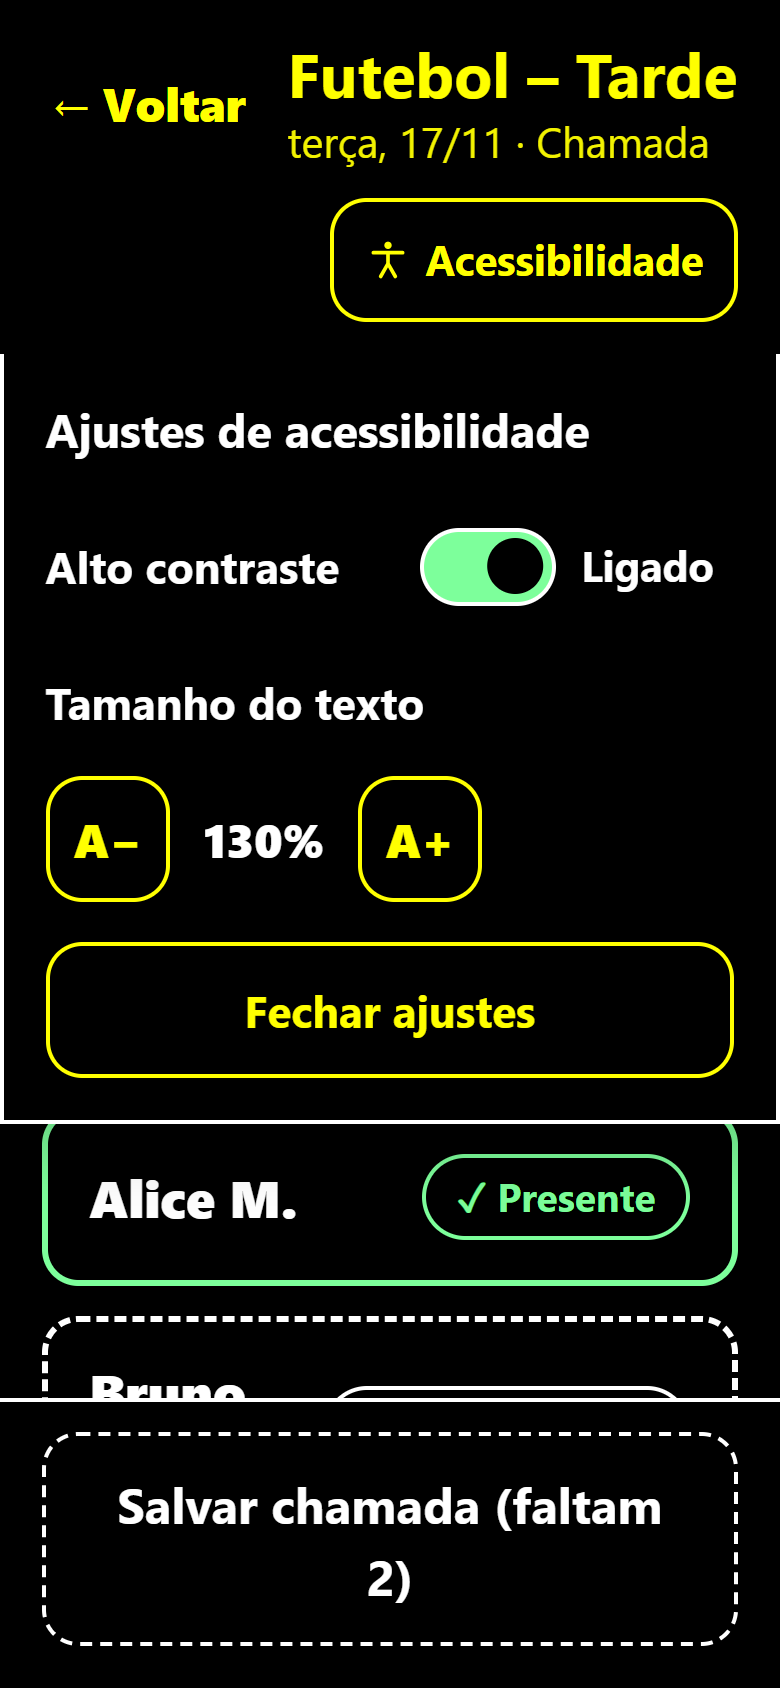 ← Voltar
Futebol – Tarde
terça, 17/11 · Chamada
Acessibilidade
Ajustes de acessibilidade
Alto contraste
Ligado
Tamanho do texto
A− 130% A+
Fechar ajustes
Alice M.
✓ Presente
Bruno
Salvar chamada (faltam
2)